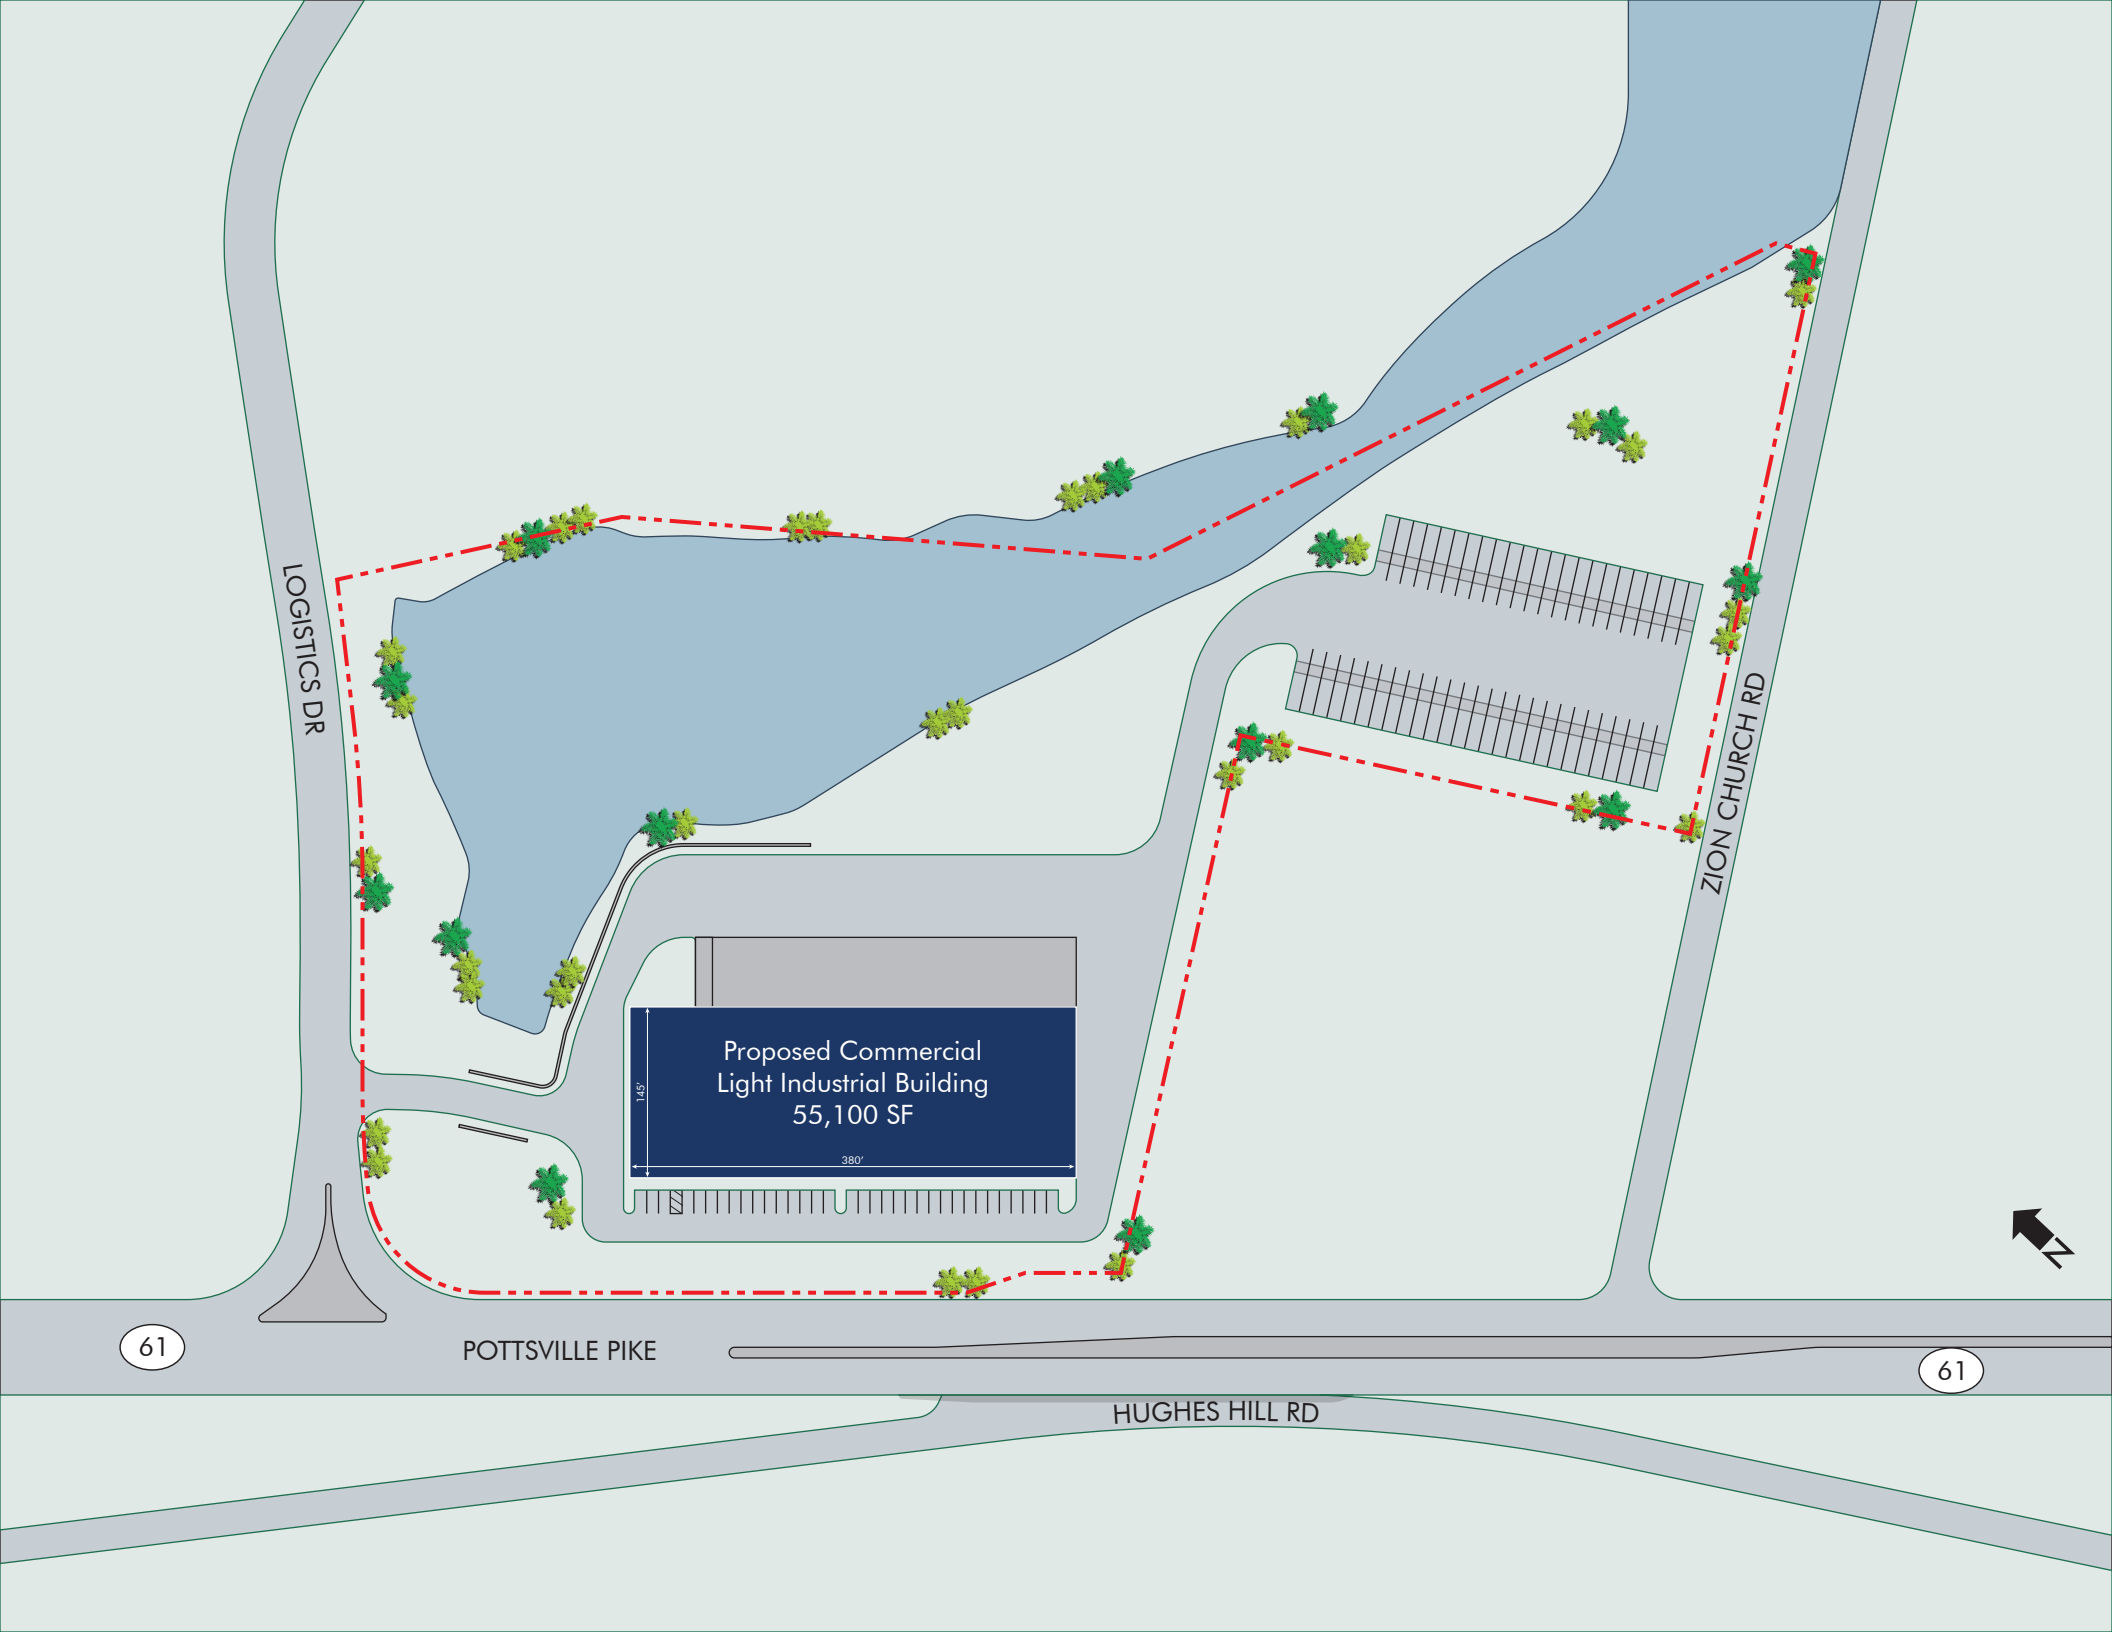 LOGISTICS DR
ZION CHURCH RD
Proposed Commercial
Light Industrial Building
55,100 SF
145'
380'
N
61
POTTSVILLE PIKE
61
HUGHES HILL RD